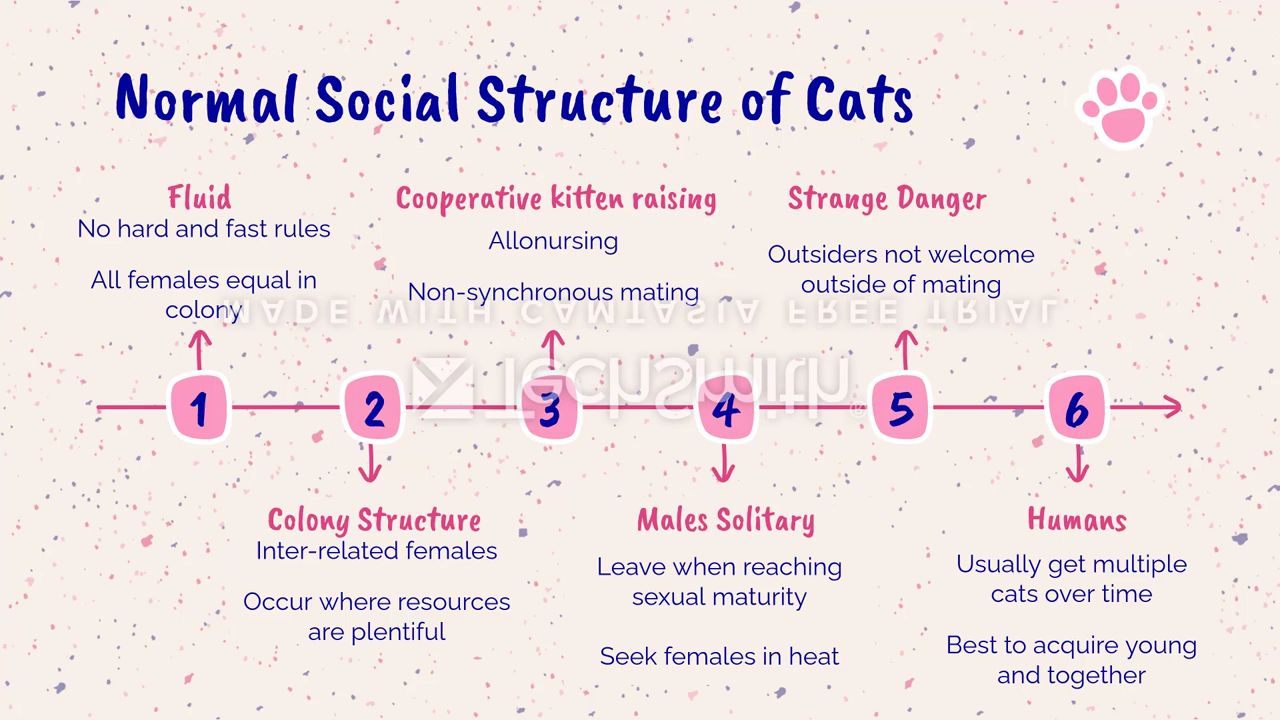 Normal Social Structure of Cats
Fluid
No hard and fast rules
All females equal in
colony
Cooperative kitten raising
Allonursing
Non-synchronous mating
Strange Danger
Outsiders not welcome
outside of mating
MADE WITH CAMTASIA FREE TRIAL
TechSmith®
1
2
3
4
5
6
Colony Structure
Inter-related females
Occur where resources
are plentiful
Males Solitary
Leave when reaching
sexual maturity
Seek females in heat
Humans
Usually get multiple
cats over time
Best to acquire young
and together